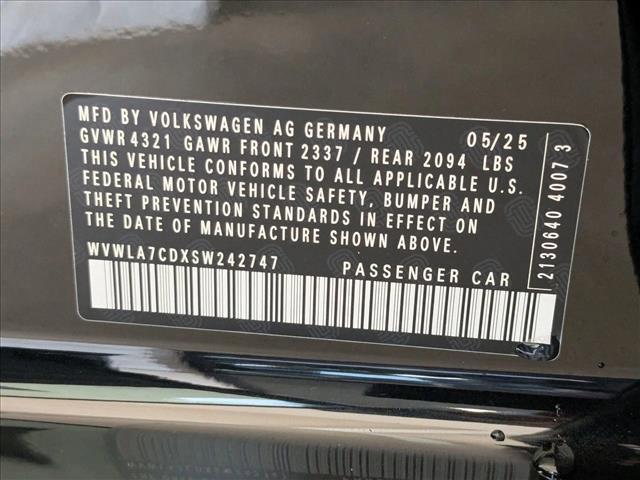 MFD BY VOLKSWAGEN AG GERMANY 05/25
GVWR 4321 GAWR FRONT 2337 / REAR 2094 LBS
THIS VEHICLE CONFORMS TO ALL APPLICABLE U.S.
FEDERAL MOTOR VEHICLE SAFETY, BUMPER AND
THEFT PREVENTION STANDARDS IN EFFECT ON
THE DATE OF MANUFACTURE SHOWN ABOVE.
WVWLA7CDXSW242747 PASSENGER CAR
2130640 40073